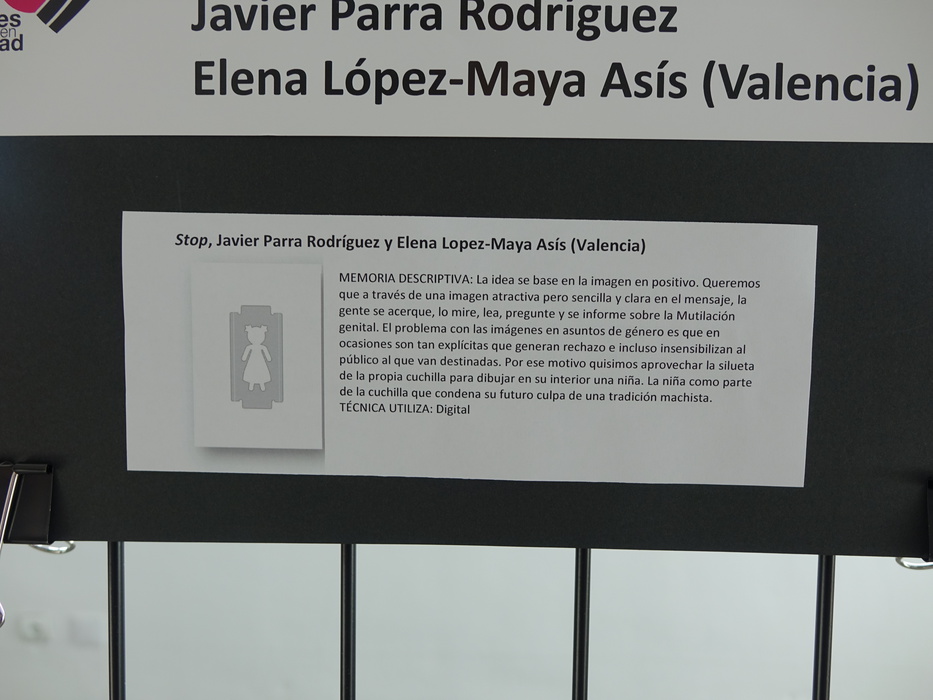 es
en
ad
Javier Parra Rodríguez
Elena López-Maya Asís (Valencia)
Stop, Javier Parra Rodríguez y Elena Lopez-Maya Asís (Valencia)
MEMORIA DESCRIPTIVA: La idea se base en la imagen en positivo. Queremos
que a través de una imagen atractiva pero sencilla y clara en el mensaje, la
gente se acerque, lo mire, lea, pregunte y se informe sobre la Mutilación
genital. El problema con las imágenes en asuntos de género es que en
ocasiones son tan explícitas que generan rechazo e incluso insensibilizan al
público al que van destinadas. Por ese motivo quisimos aprovechar la silueta
de la propia cuchilla para dibujar en su interior una niña. La niña como parte
de la cuchilla que condena su futuro culpa de una tradición machista.
TÉCNICA UTILIZA: Digital